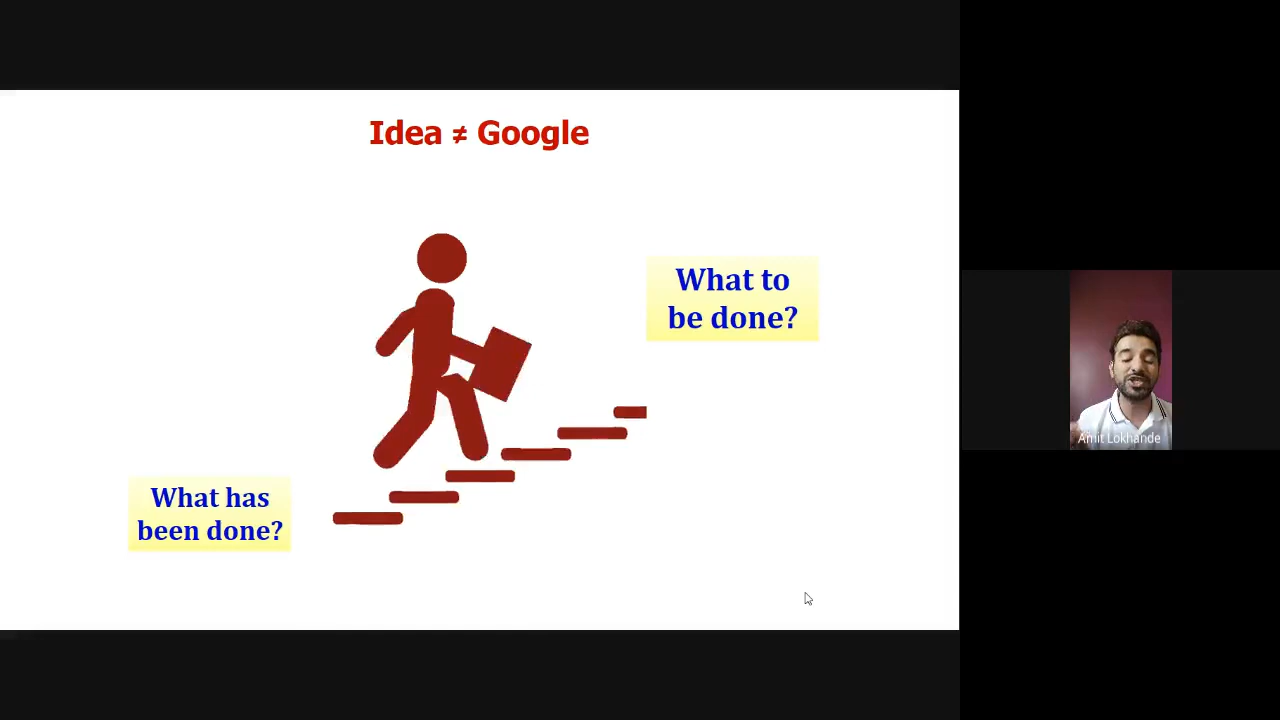 Idea ≠ Google
What to
be done?
What has
been done?
Amit Lokhande